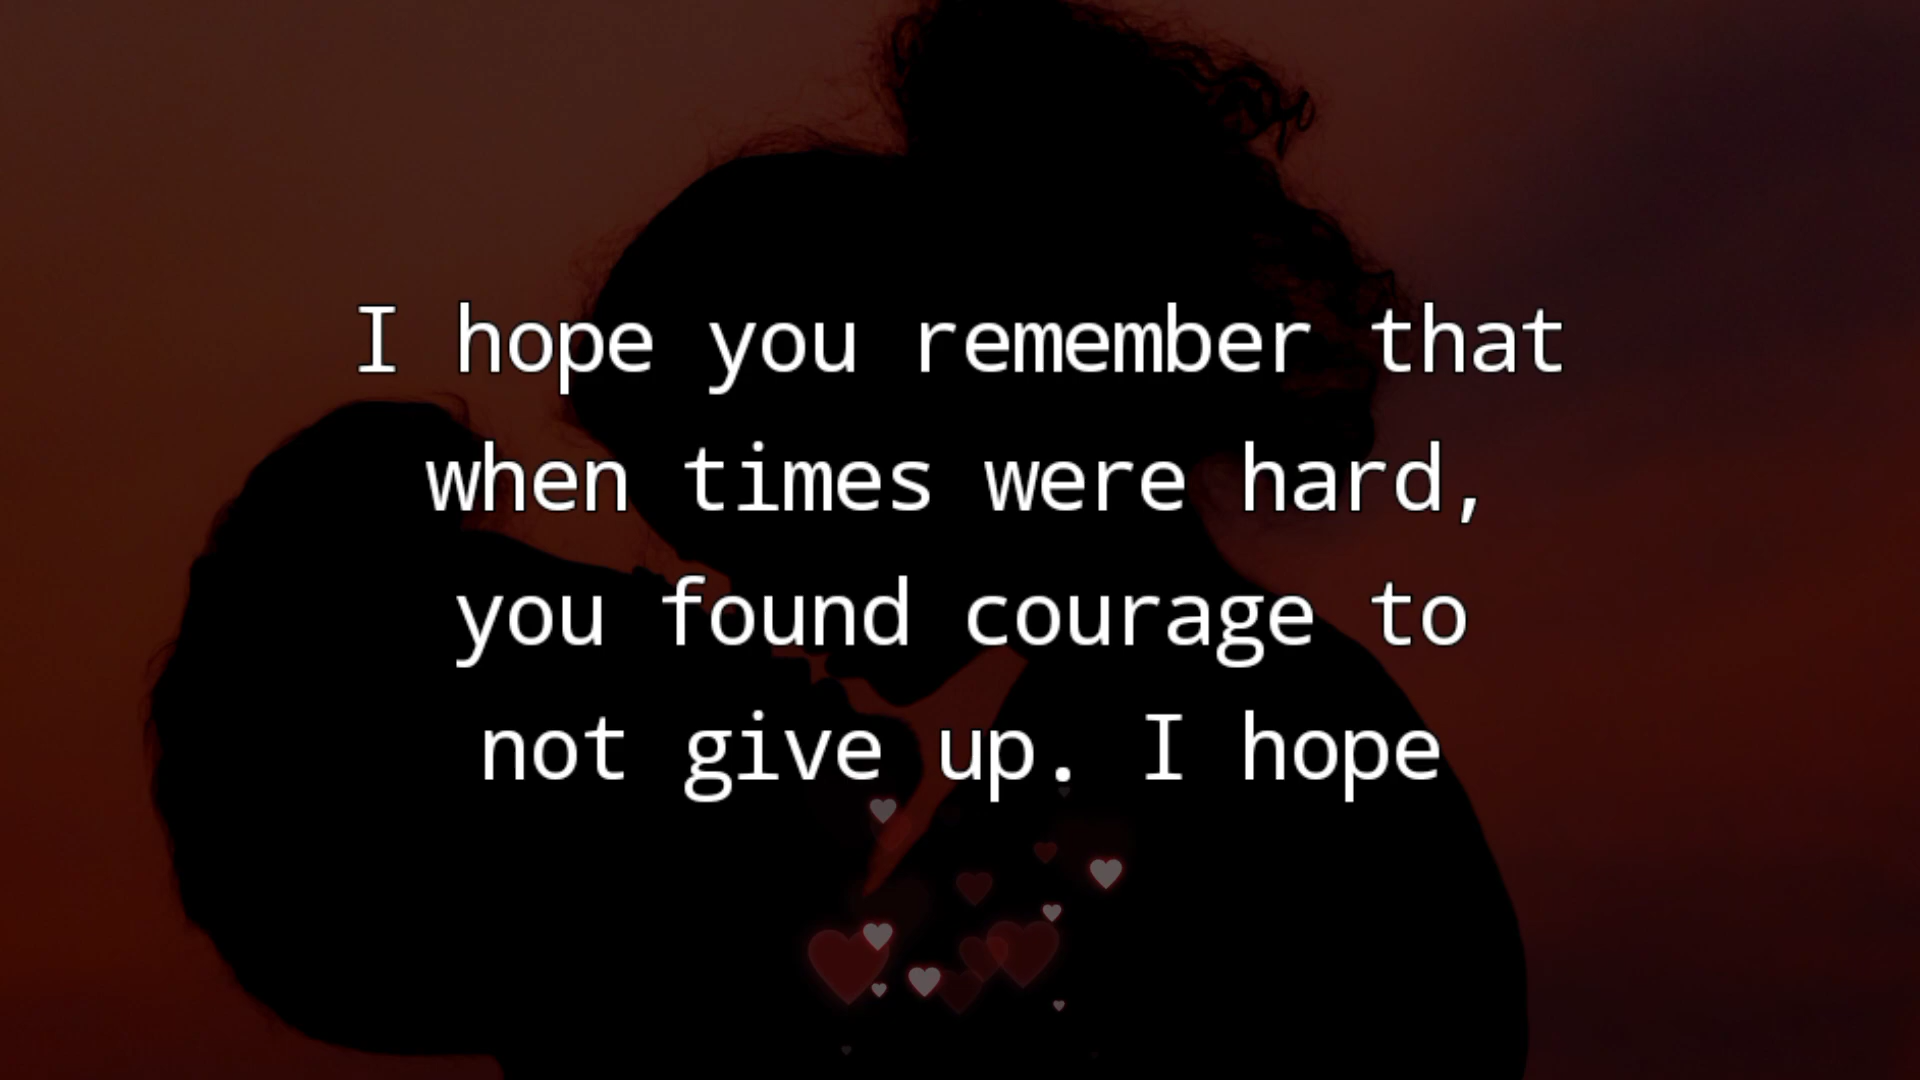 I hope you remember that
when times were hard,
you found courage to
not give up. I hope